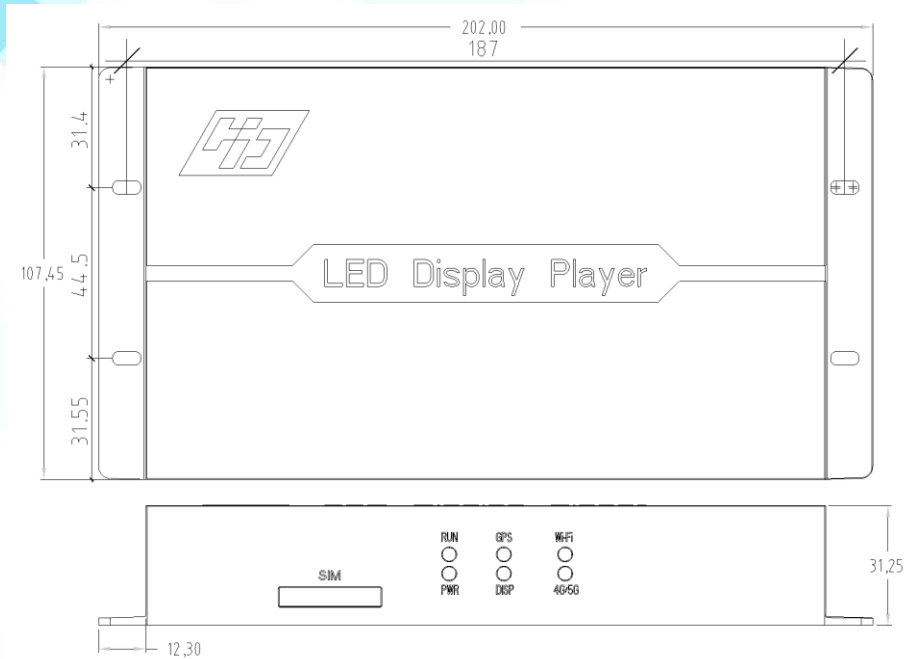 202,00
187
31.4
107,45
44.5
LED Display Player
31.55
RUN GPS Wi-Fi
31,25
SIM
PWR DISP 4G/5G
12,30